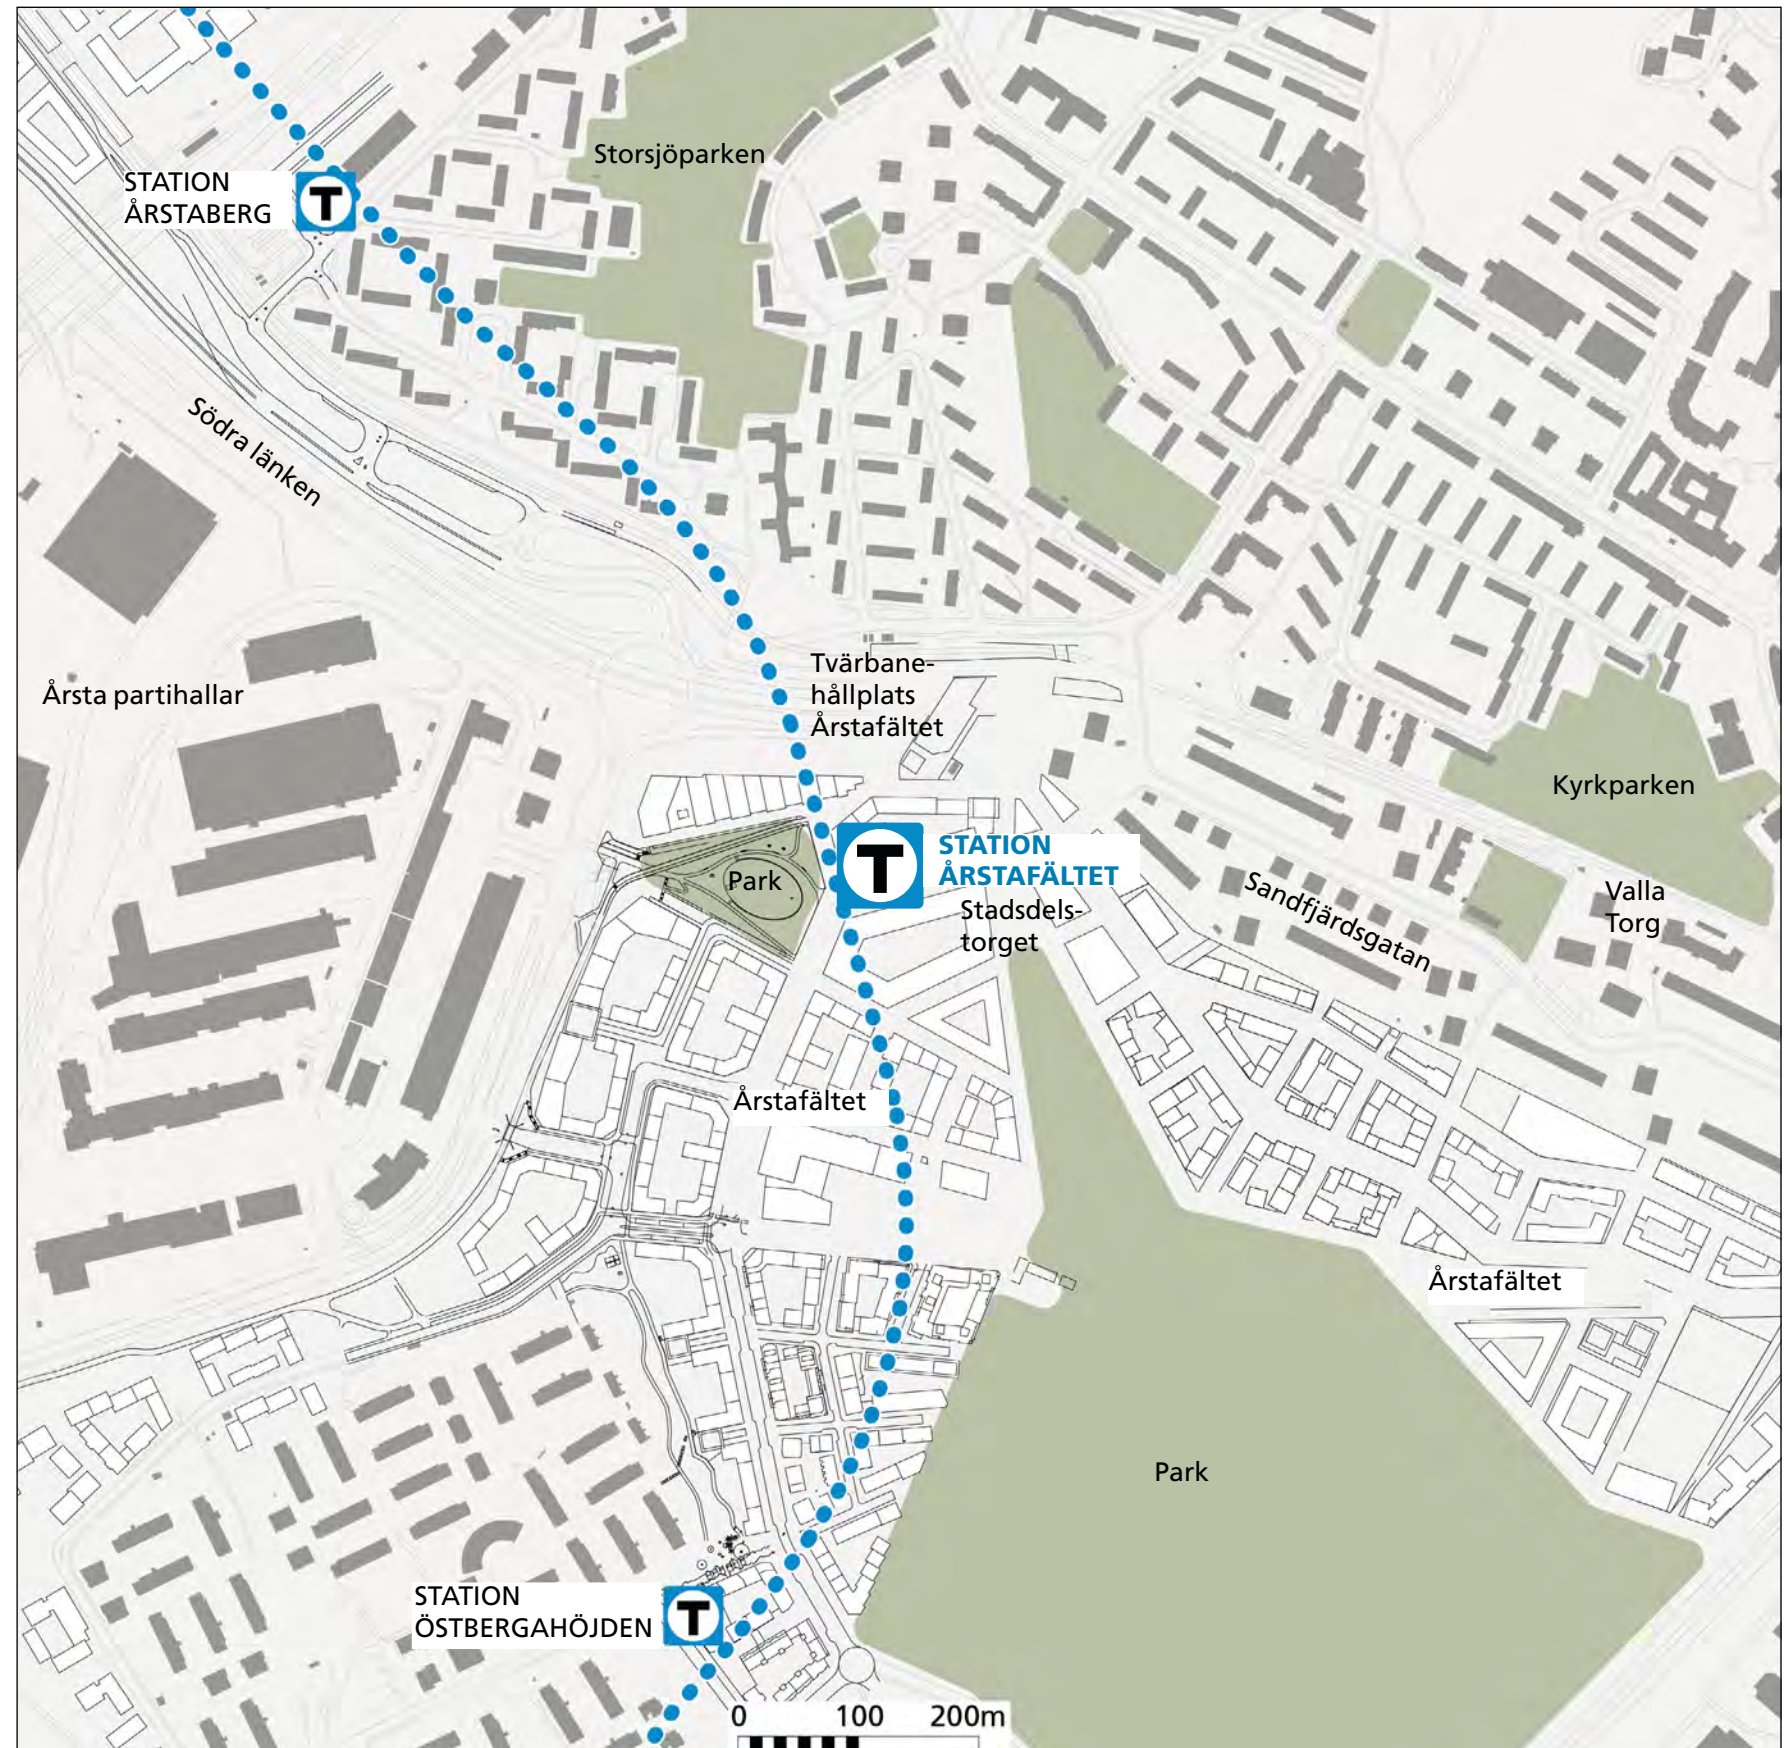 Storsjöparken
STATION
ÅRSTABERG
T
Södra länken
Tvärbane-
hållplats
Årstafältet
Årsta partihallar
Kyrkparken
T
STATION
ÅRSTAFÄLTET
Park
Stadsdels-
torget
Sandfjärdsgatan
Valla
Torg
Årstafältet
Årstafältet
Park
STATION
ÖSTBERGAHÖJDEN
T
0 100 200m